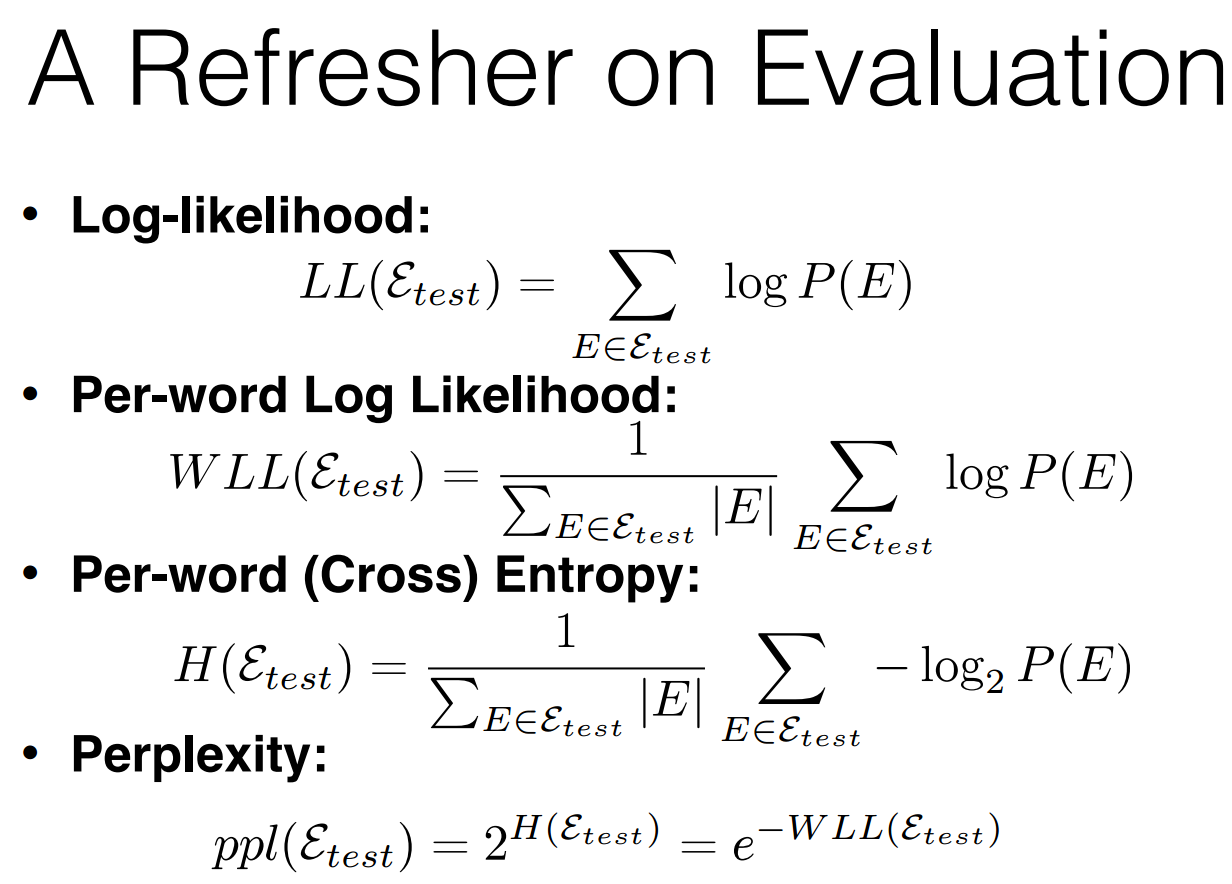 A Refresher on Evaluation
• Log-likelihood:
$LL(\mathcal{E}_{test}) = \sum_{E \in \mathcal{E}_{test}} \log P(E)$
• Per-word Log Likelihood:
$WLL(\mathcal{E}_{test}) = \frac{1}{\sum_{E \in \mathcal{E}_{test}} |E|} \sum_{E \in \mathcal{E}_{test}} \log P(E)$
• Per-word (Cross) Entropy:
$H(\mathcal{E}_{test}) = \frac{1}{\sum_{E \in \mathcal{E}_{test}} |E|} \sum_{E \in \mathcal{E}_{test}} -\log_2 P(E)$
• Perplexity:
$ppl(\mathcal{E}_{test}) = 2^{H(\mathcal{E}_{test})} = e^{-WLL(\mathcal{E}_{test})}$